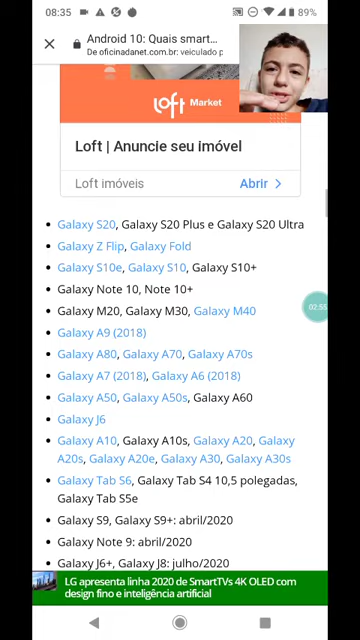 08:35
89%
Android 10: Quais smart...
De oficinadanet.com.br: veiculado p
Loft Market
Loft | Anuncie seu imóvel
Loft imóveis
Abrir
Galaxy S20, Galaxy S20 Plus e Galaxy S20 Ultra
Galaxy Z Flip, Galaxy Fold
Galaxy S10e, Galaxy S10, Galaxy S10+
Galaxy Note 10, Note 10+
Galaxy M20, Galaxy M30, Galaxy M40
02:55
Galaxy A9 (2018)
Galaxy A80, Galaxy A70, Galaxy A70s
Galaxy A7 (2018), Galaxy A6 (2018)
Galaxy A50, Galaxy A50s, Galaxy A60
Galaxy J6
Galaxy A10, Galaxy A10s, Galaxy A20, Galaxy
A20s, Galaxy A20e, Galaxy A30, Galaxy A30s
Galaxy Tab S6, Galaxy Tab S4 10,5 polegadas,
Galaxy Tab S5e
Galaxy S9, Galaxy S9+: abril/2020
Galaxy Note 9: abril/2020
Galaxy J6+, Galaxy J8: julho/2020
LG apresenta linha 2020 de SmartTVs 4K OLED com
design fino e inteligência artificial